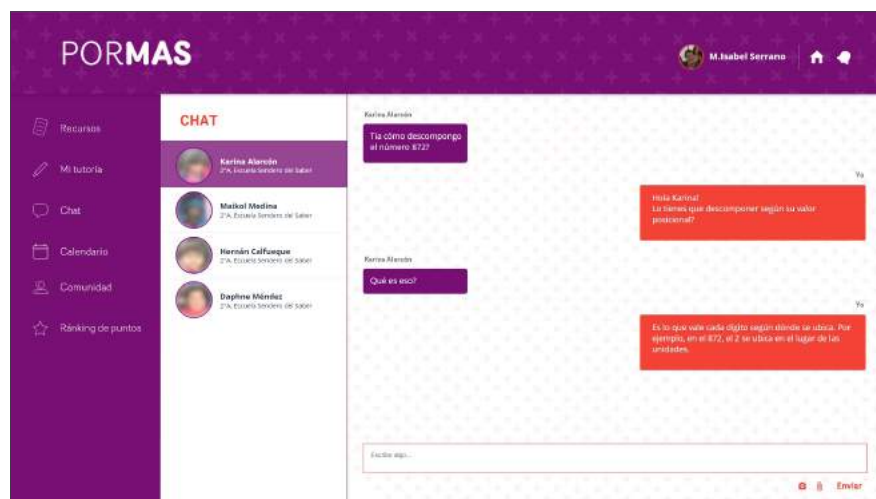 PORMAS
M.Isabel Serrano
Recursos
Mi tutoría
Chat
Calendario
Comunidad
Ránking de puntos
CHAT
Karina Alarcón
2°A, Escuela Sendero del Saber
Maikol Medina
2°A, Escuela Sendero del Saber
Hernán Calfueque
2°A, Escuela Sendero del Saber
Daphne Méndez
2°A, Escuela Sendero del Saber
Karina Alarcón
Tía cómo descompongo
el número 872?
Yo
Hola Karina!
Lo tienes que descomponer según su valor
posicional?
Karina Alarcón
Qué es eso?
Yo
Es lo que vale cada dígito según dónde se ubica. Por
ejemplo, en el 872, el 2 se ubica en el lugar de las
unidades.
Escribe algo...
Enviar